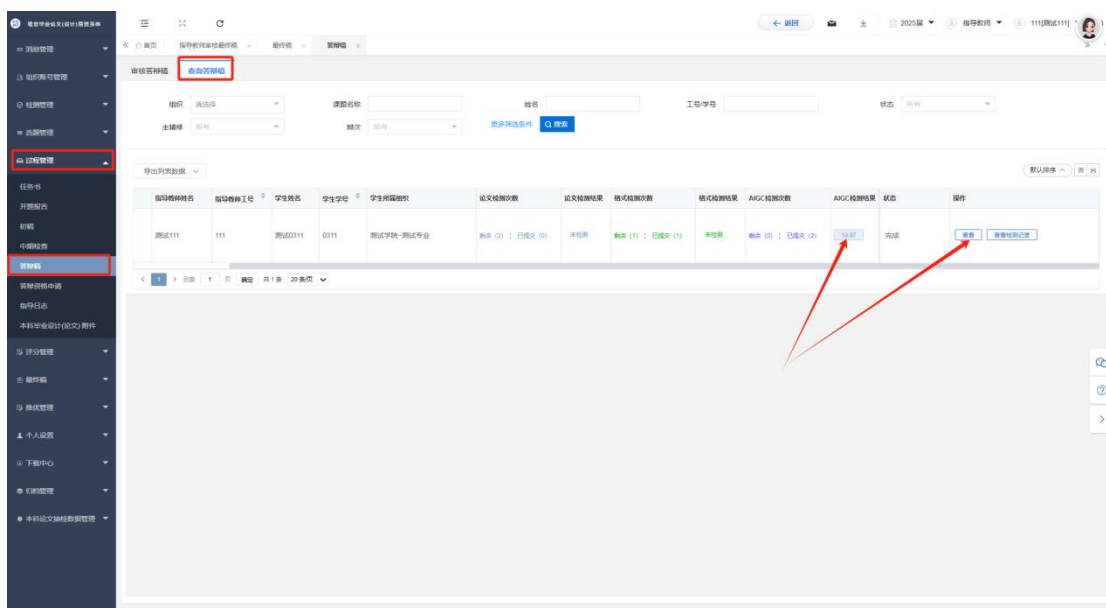 维普毕业论文(设计)管理系统
返回
2025届
指导教师
111[测试111]
消息管理
首页
指导教师审核最终稿
最终稿
答辩稿
组织账号管理
审核答辩稿
查询答辩稿
检测管理
组织
请选择
课题名称
姓名
工号/学号
状态
所有
选题管理
主辅修
所有
届次
所有
更多筛选条件
搜索
过程管理
导出列表数据
默认排序
任务书
指导教师姓名 指导教师工号 学生姓名 学生学号 学生所属组织 论文检测次数 论文检测结果 格式检测次数 格式检测结果 AIGC检测次数 AIGC检测结果 状态 操作
开题报告
初稿
测试111 111 测试0311 0311 测试学院-测试专业 剩余 (2) ; 已提交 (0) 未检测 剩余 (1) ; 已提交 (1) 未检测 剩余 (0) ; 已提交 (2) 完成 查看 查看检测记录
中期检查
答辩稿
1 到第 1 页 确定 共 1 条 20 条/页
答辩资格申请
指导日志
本科毕业设计(论文)附件
评分管理
最终稿
推优管理
个人设置
下载中心
归档管理
本科论文抽检数据管理